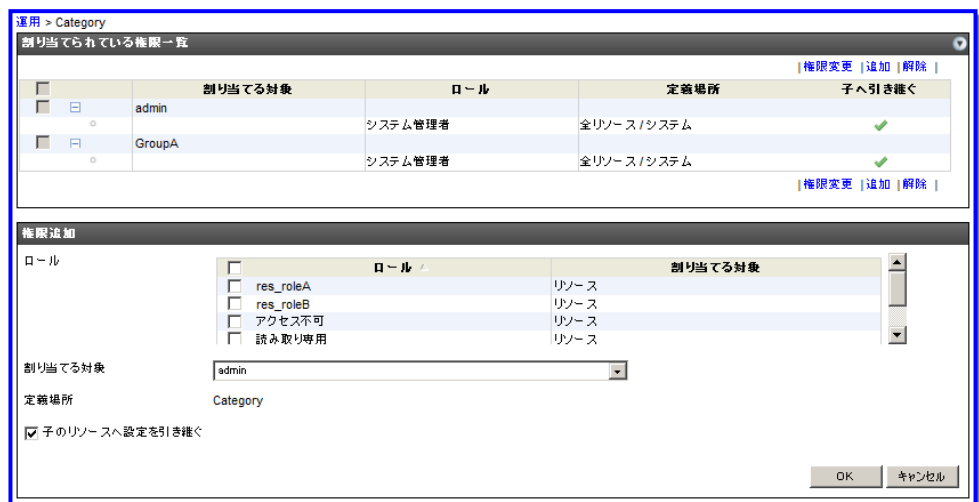 運用 > Category
割り当てられている権限一覧
|権限変更 |追加 |解除 |
割り当てる対象 ロール 定義場所 子へ引き継ぐ
admin
システム管理者 全リソース/システム
GroupA
システム管理者 全リソース/システム
|権限変更 |追加 |解除 |
権限追加
ロール
ロール 割り当てる対象
res_roleA リソース
res_roleB リソース
アクセス不可 リソース
読み取り専用 リソース
割り当てる対象 admin
定義場所 Category
子のリソースへ設定を引き継ぐ
OK キャンセル